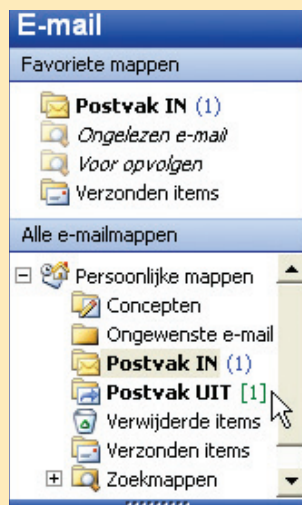 E-mail
Favoriete mappen
Postvak IN (1)
Ongelezen e-mail
Voor opvolgen
Verzonden items
Alle e-mailmappen
Persoonlijke mappen
Concepten
Ongewenste e-mail
Postvak IN (1)
Postvak UIT [1]
Verwijderde items
Verzonden items
Zoekmappen